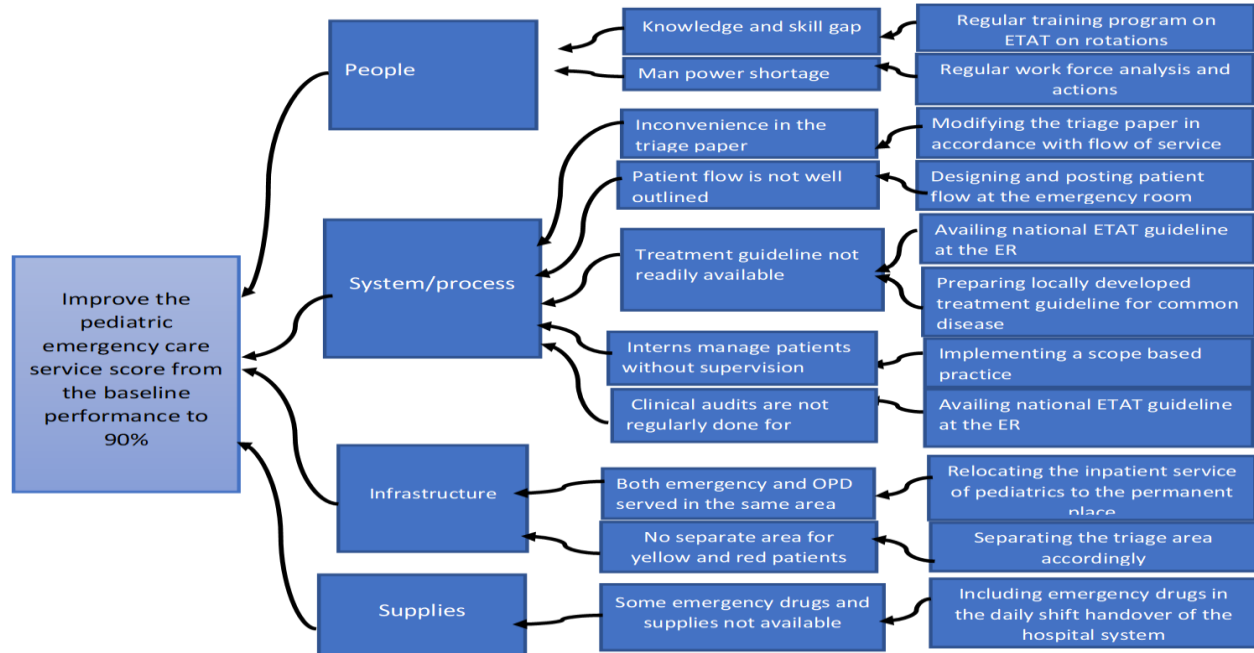 Improve the
pediatric
emergency care
service score from
the baseline
performance to
90%
People
Knowledge and skill gap
Regular training program on
ETAT on rotations
Man power shortage
Regular work force analysis and
actions
System/process
Inconvenience in the
triage paper
Modifying the triage paper in
accordance with flow of service
Patient flow is not well
outlined
Designing and posting patient
flow at the emergency room
Treatment guideline not
readily available
Availing national ETAT guideline
at the ER
Preparing locally developed
treatment guideline for common
disease
Interns manage patients
without supervision
Implementing a scope based
practice
Clinical audits are not
regularly done for
Availing national ETAT guideline
at the ER
Infrastructure
Both emergency and OPD
served in the same area
Relocating the inpatient service
of pediatrics to the permanent
place
No separate area for
yellow and red patients
Separating the triage area
accordingly
Supplies
Some emergency drugs and
supplies not available
Including emergency drugs in
the daily shift handover of the
hospital system